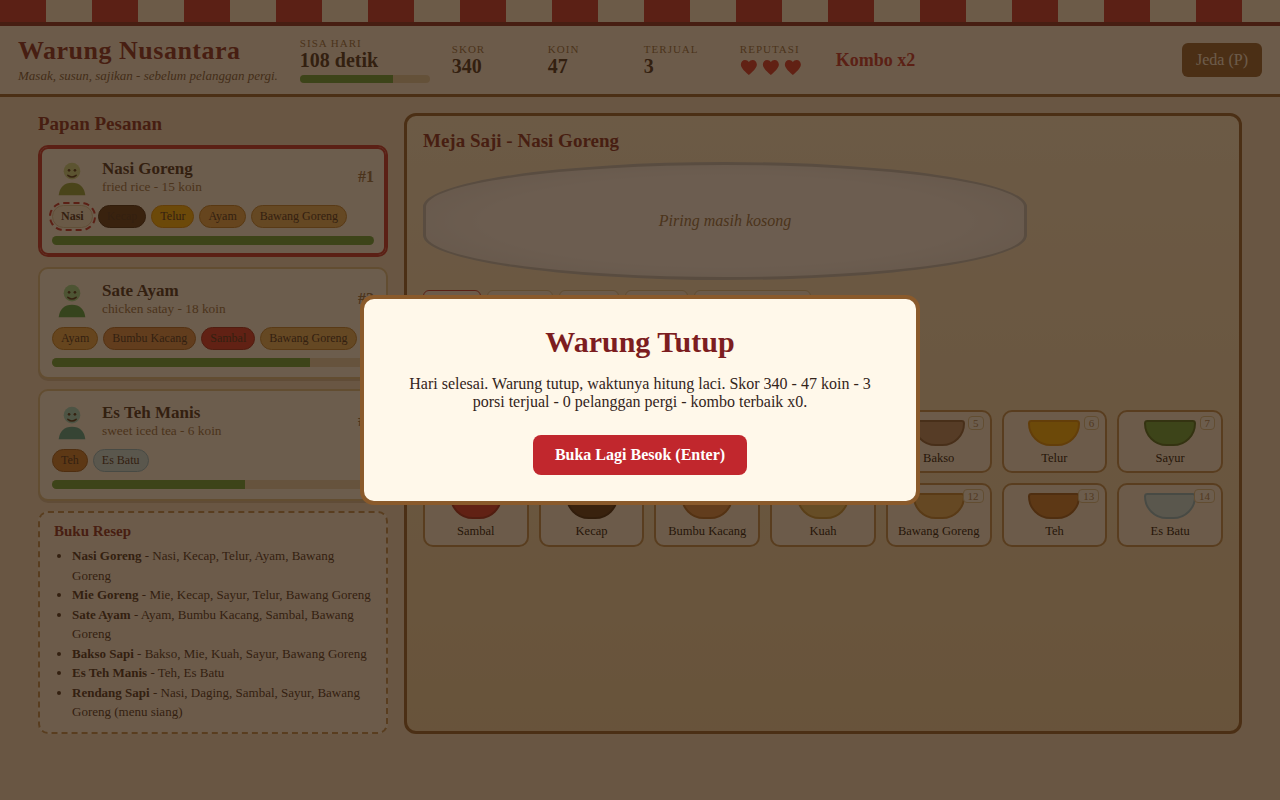 Warung Nusantara
Masak, susun, sajikan - sebelum pelanggan pergi.
SISA HARI
108 detik
SKOR
340
KOIN
47
TERJUAL
3
REPUTASI
Kombo x2
Jeda (P)
Papan Pesanan
Nasi Goreng
fried rice - 15 koin
#1
Nasi
Telur
Ayam
Bawang Goreng
Sate Ayam
chicken satay - 18 koin
Ayam
Bumbu Kacang
Sambal
Bawang Goreng
Es Teh Manis
sweet iced tea - 6 koin
Teh
Es Batu
Buku Resep
Nasi Goreng - Nasi, Kecap, Telur, Ayam, Bawang
Goreng
Mie Goreng - Mie, Kecap, Sayur, Telur, Bawang Goreng
Sate Ayam - Ayam, Bumbu Kacang, Sambal, Bawang
Goreng
Bakso Sapi - Bakso, Mie, Kuah, Sayur, Bawang Goreng
Es Teh Manis - Teh, Es Batu
Rendang Sapi - Nasi, Daging, Sambal, Sayur, Bawang
Goreng (menu siang)
Meja Saji - Nasi Goreng
Piring masih kosong
Warung Tutup
Hari selesai. Warung tutup, waktunya hitung laci. Skor 340 - 47 koin - 3
porsi terjual - 0 pelanggan pergi - kombo terbaik x0.
Buka Lagi Besok (Enter)
5
Bakso
6
Telur
7
Sayur
Sambal
Kecap
Bumbu Kacang
Kuah
12
Bawang Goreng
13
Teh
14
Es Batu